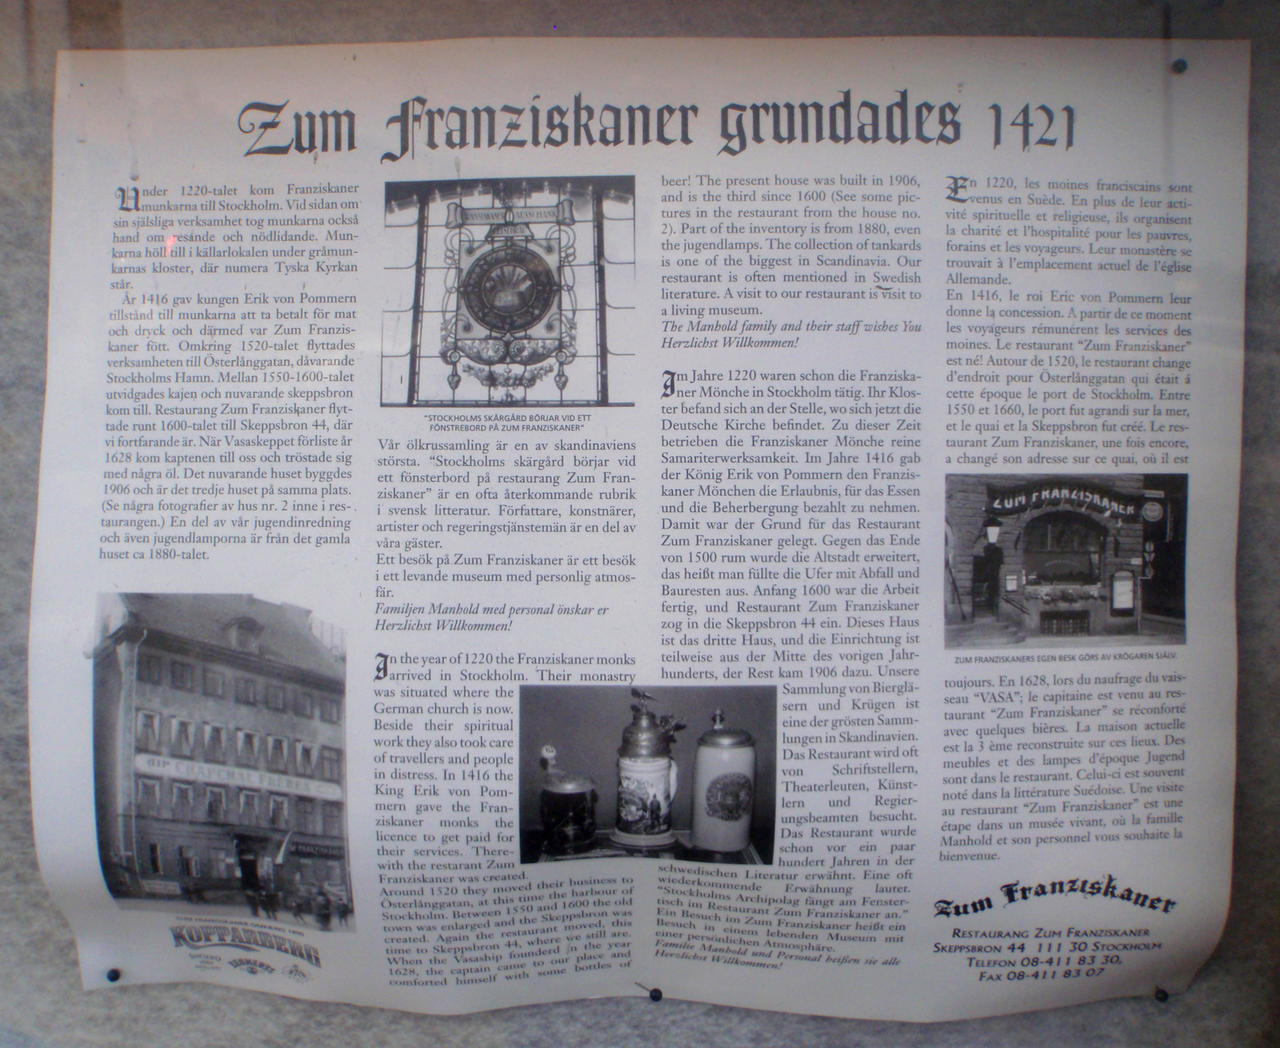 Zum Franziskaner grundades 1421
Under 1220-talet kom Franziskaner
munkarna till Stockholm. Vid sidan om
sin själsliga verksamhet tog munkarna också
hand om resande och nödlidande. Mun-
karna höll till i källarlokalen under gråmun-
karnas kloster, där numera Tyska Kyrkan
står.
År 1416 gav kungen Erik von Pommern
tillstånd till munkarna att ta betalt för mat
och dryck och därmed var Zum Franzis-
kaner fött. Omkring 1520-talet flyttades
verksamheten till Österlånggatan, dåvarande
Stockholms Hamn. Mellan 1550-1600-talet
utvidgades kajen och nuvarande skeppsbron
kom till. Restaurang Zum Franziskaner flyt-
tade runt 1600-talet till Skeppsbron 44, där
vi fortfarande är. När Vasaskeppet förliste år
1628 kom kaptenen till oss och tröstade sig
med några öl. Det nuvarande huset byggdes
1906 och är det tredje huset på samma plats.
(Se några fotografier av hus nr. 2 inne i res-
taurangen.) En del av vår jugendinredning
och även jugendlamporna är från det gamla
huset ca 1880-talet.
KOPPARBERG
"STOCKHOLMS SKÄRGÅRD BÖRJAR VID ETT
FÖNSTREBORD PÅ ZUM FRANZISKANER"
Vår ölkrussamling är en av skandinaviens
största. "Stockholms skärgård börjar vid
ett fönsterbord på restaurang Zum Fran-
ziskaner" är en ofta återkommande rubrik
i svensk litteratur. Författare, konstnärer,
artister och regeringstjänstemän är en del av
våra gäster.
Ett besök på Zum Franziskaner är ett besök
i ett levande museum med personlig atmos-
fär.
Familjen Manhold med personal önskar er
Herzlichst Willkommen!
In the year of 1220 the Franziskaner monks
arrived in Stockholm. Their monastry
was situated where the
German church is now.
Beside their spiritual
work they also took care
of travellers and people
in distress. In 1416 the
King Erik von Pom-
mern gave the Fran-
ziskaner monks the
licence to get paid for
their services. There-
with the restarant Zum
Franziskaner was created.
Around 1520 they moved their business to
Österlånggatan, at this time the harbour of
Stockholm. Between 1550 and 1600 the old
town was enlarged and the Skeppsbron was
created. Again the restaurant moved, this
time to Skeppsbron 44, where we still are.
When the Vasaship foundered in the year
1628, the captain came to our place and
comforted himself with some bottles of
beer! The present house was built in 1906,
and is the third since 1600 (See some pic-
tures in the restaurant from the house no.
2). Part of the inventory is from 1880, even
the jugendlamps. The collection of tankards
is one of the biggest in Scandinavia. Our
restaurant is often mentioned in Swedish
literature. A visit to our restaurant is visit to
a living museum.
The Manhold family and their staff wishes You
Herzlichst Willkommen!
Im Jahre 1220 waren schon die Franziska-
ner Mönche in Stockholm tätig. Ihr Klos-
ter befand sich an der Stelle, wo sich jetzt die
Deutsche Kirche befindet. Zu dieser Zeit
betrieben die Franziskaner Mönche reine
Samariterwerksamkeit. Im Jahre 1416 gab
der König Erik von Pommern den Franzis-
kaner Mönchen die Erlaubnis, für das Essen
und die Beherbergung bezahlt zu nehmen.
Damit war der Grund für das Restaurant
Zum Franziskaner gelegt. Gegen das Ende
von 1500 rum wurde die Altstadt erweitert,
das heißt man füllte die Ufer mit Abfall und
Bauresten aus. Anfang 1600 war die Arbeit
fertig, und Restaurant Zum Franziskaner
zog in die Skeppsbron 44 ein. Dieses Haus
ist das dritte Haus, und die Einrichtung ist
teilweise aus der Mitte des vorigen Jahr-
hunderts, der Rest kam 1906 dazu. Unsere
Sammlung von Bierglä-
sern und Krügen ist
eine der grösten Samm-
lungen in Skandinavien.
Das Restaurant wird oft
von Schriftstellern,
Theaterleuten, Künst-
lern und Regier-
ungsbeamten besucht.
Das Restaurant wurde
schon vor ein paar
hundert Jahren in der
schwedischen Literatur erwähnt. Eine oft
wiederkommende Erwähnung lautet.
"Stockholms Archipolag fängt am Fenster-
tisch im Restaurant Zum Franziskaner an."
Ein Besuch im Zum Franziskaner heißt ein
Besuch in einem lebenden Museum mit
einer persönlichen Atmosphäre.
Familie Manhold und Personal heißen sie alle
Herzlichst Willkommen!
En 1220, les moines franciscains sont
venus en Suède. En plus de leur acti-
vité spirituelle et religieuse, ils organisent
la charité et l'hospitalité pour les pauvres,
forains et les voyageurs. Leur monastère se
trouvait à l'emplacement actuel de l'église
Allemande.
En 1416, le roi Eric von Pommern leur
donne la concession. A partir de ce moment
les voyageurs rémunèrent les services des
moines. Le restaurant "Zum Franziskaner"
est né! Autour de 1520, le restaurant change
d'endroit pour Österlånggatan qui était á
cette époque le port de Stockholm. Entre
1550 et 1660, le port fut agrandi sur la mer,
et le quai et la Skeppsbron fut créé. Le res-
taurant Zum Franziskaner, une fois encore,
a changé son adresse sur ce quai, où il est
ZUM FRANZISKANER
ZUM FRANZISKANERS EGEN BESK GÖRS AV KRÖGAREN SJÄLV.
toujours. En 1628, lors du naufrage du vais-
seau "VASA"; le capitaine est venu au res-
taurant "Zum Franziskaner" se réconforté
avec quelques bières. La maison actuelle
est la 3 ème reconstruite sur ces lieux. Des
meubles et des lampes d'époque Jugend
sont dans le restaurant. Celui-ci est souvent
noté dans la littérature Suédoise. Une visite
au restaurant "Zum Franziskaner" est une
étape dans un musée vivant, où la famille
Manhold et son personnel vous souhaite la
bienvenue.
Zum Franziskaner
RESTAURANG ZUM FRANZISKANER
SKEPPSBRON 44 111 30 STOCKHOLM
TELEFON 08-411 83 30,
FAX 08-411 83 07